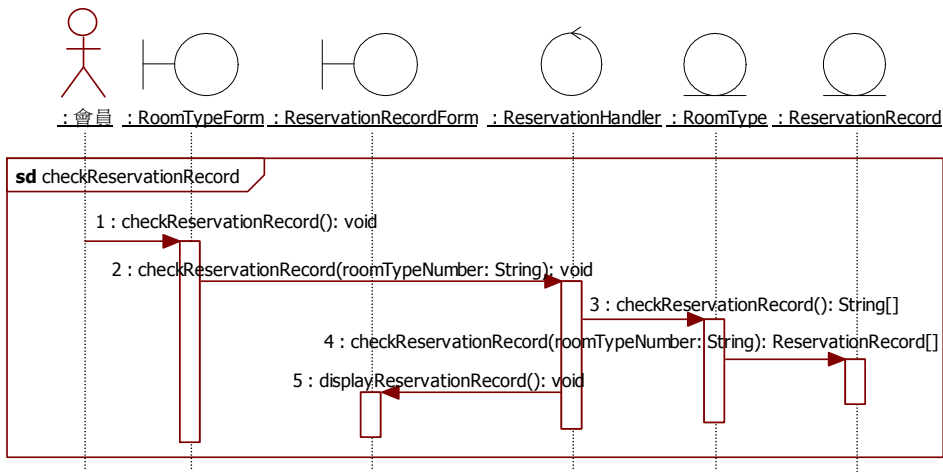 : 會員
: RoomTypeForm
: ReservationRecordForm
: ReservationHandler
: RoomType
: ReservationRecord
sd checkReservationRecord
1 : checkReservationRecord(): void
2 : checkReservationRecord(roomTypeNumber: String): void
3 : checkReservationRecord(): String[]
4 : checkReservationRecord(roomTypeNumber: String): ReservationRecord[]
5 : displayReservationRecord(): void